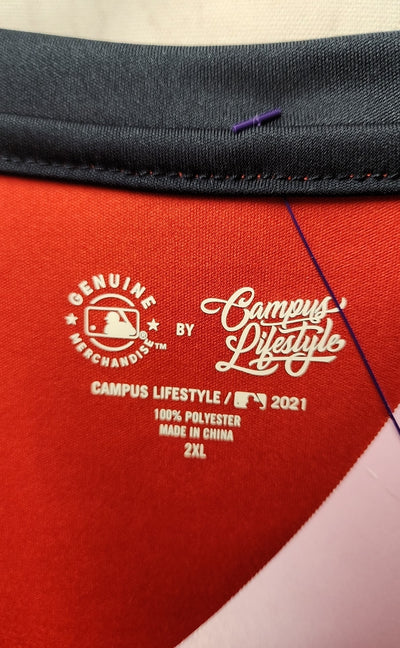 GENUINE
MERCHANDISE™
BY
Campus
Lifestyle
CAMPUS LIFESTYLE / 2021
100% POLYESTER
MADE IN CHINA
2XL